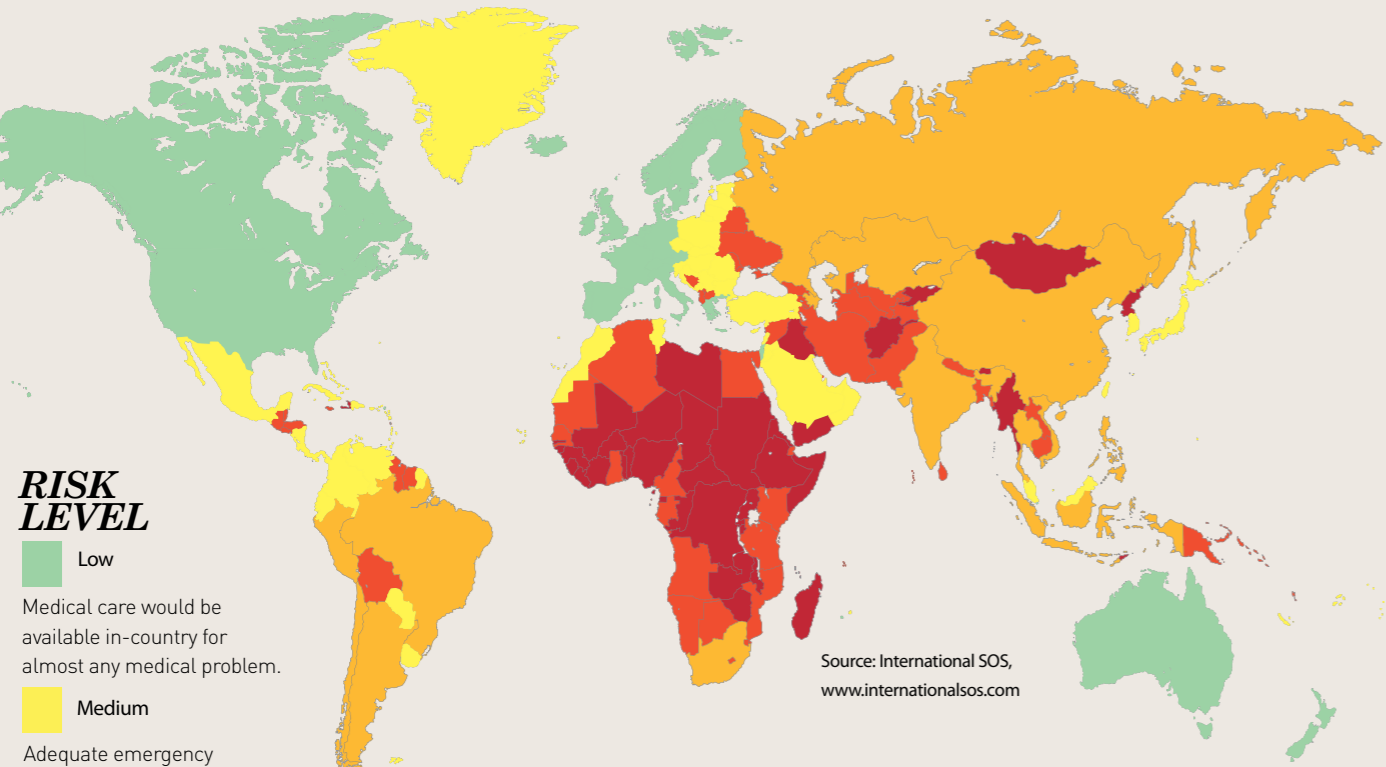 RISK
LEVEL
Low
Medical care would be
available in-country for
almost any medical problem.
Medium
Adequate emergency
Source: International SOS,
www.internationalsos.com